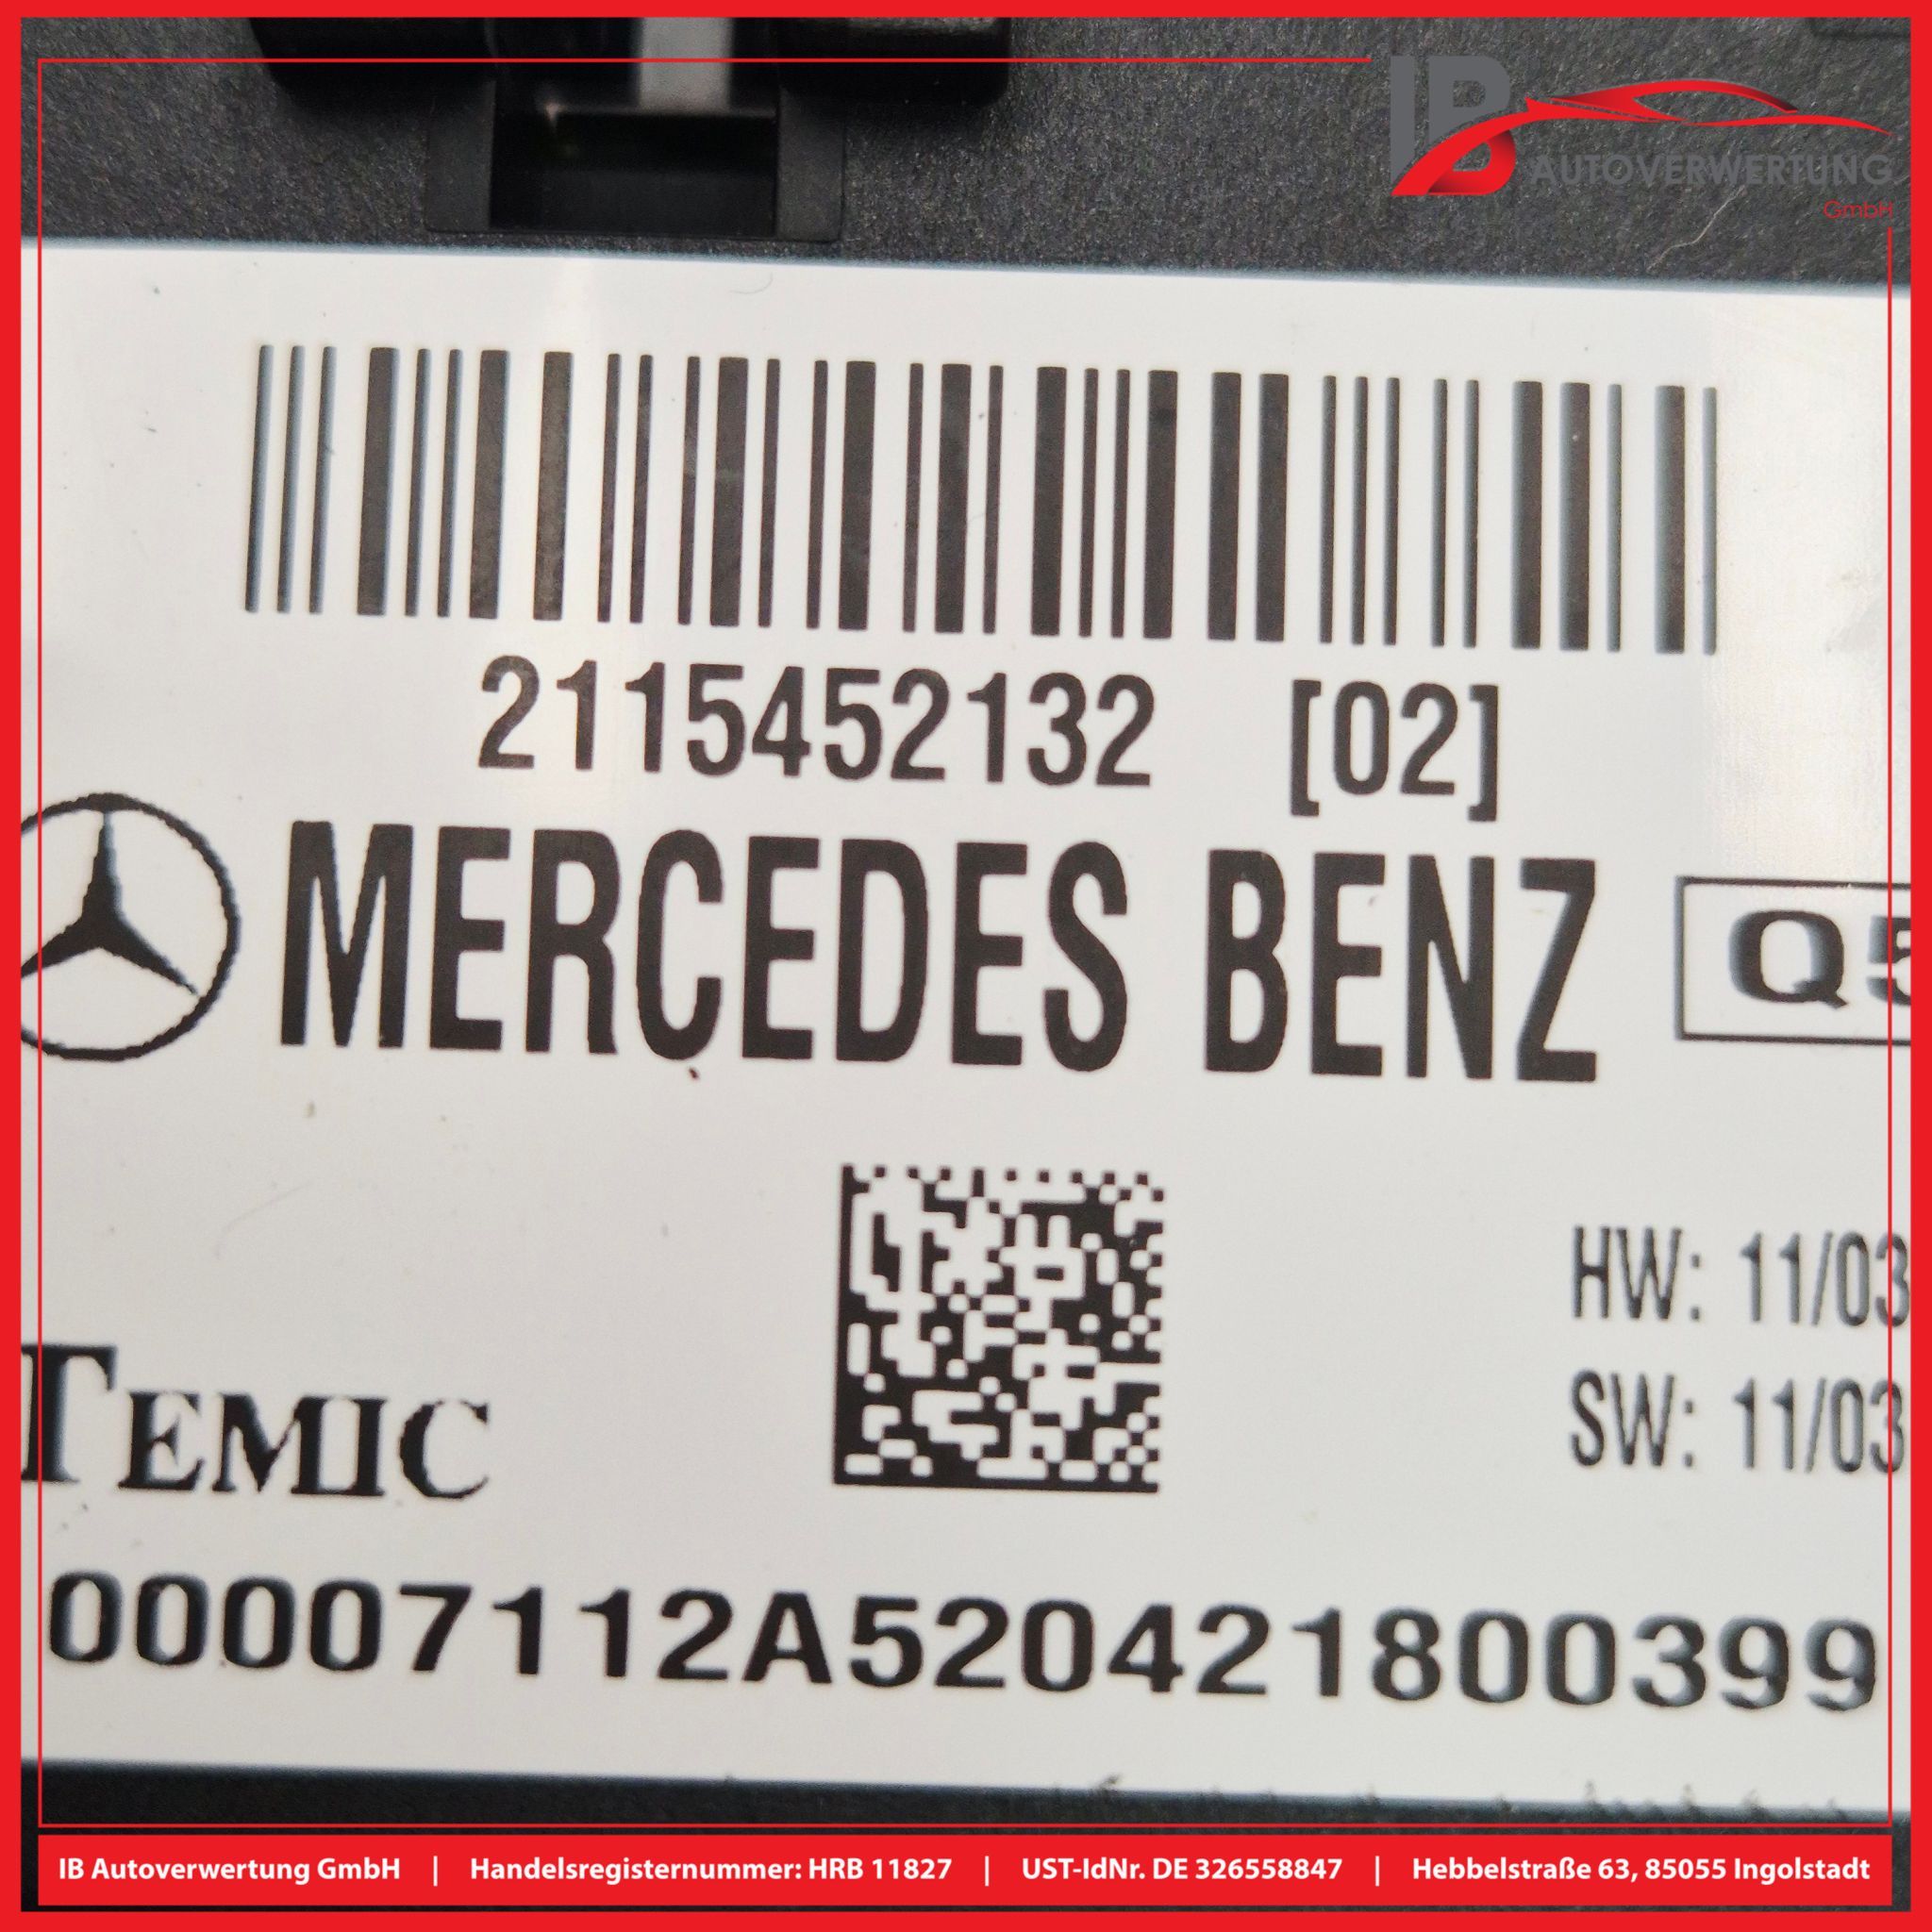 IB
AUTOVERWERTUNG
GmbH
2115452132 [02]
MERCEDES BENZ Q5
HW: 11/03
SW: 11/03
TEMIC
00007112A520421800399
IB Autoverwertung GmbH | Handelsregisternummer: HRB 11827 | UST-IdNr. DE 326558847 | Hebbelstraße 63, 85055 Ingolstadt